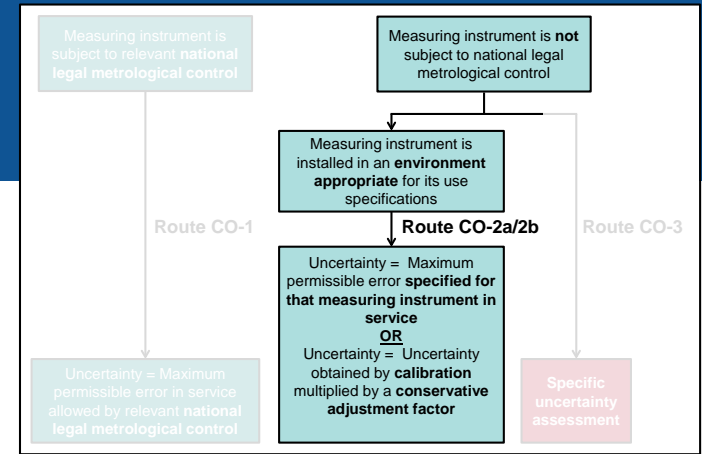 Measuring instrument is
subject to relevant national
legal metrological control
Measuring instrument is not
subject to national legal
metrological control
Measuring instrument is
installed in an environment
appropriate for its use
specifications
Route CO-1
Route CO-2a/2b
Route CO-3
Uncertainty = Maximum
permissible error specified for
that measuring instrument in
service
OR
Uncertainty = Uncertainty
obtained by calibration
multiplied by a conservative
adjustment factor
Uncertainty = Maximum
permissible error in service
allowed by relevant national
legal metrological control
Specific
uncertainty
assessment